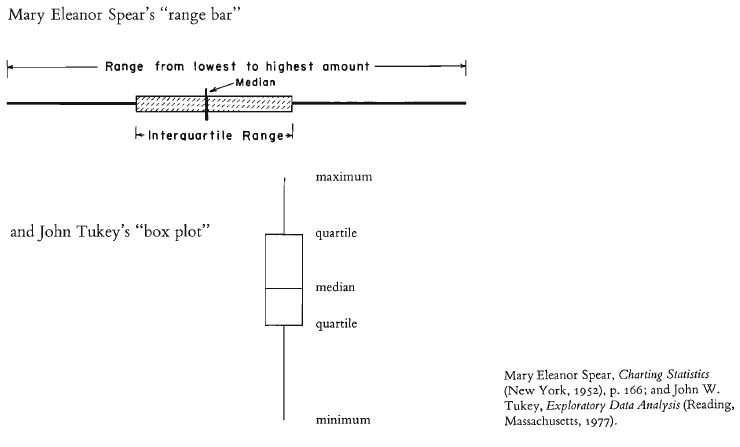 Mary Eleanor Spear's "range bar"
Range from lowest to highest amount
Median
Interquartile Range
maximum
and John Tukey's "box plot"
quartile
median
quartile
minimum
Mary Eleanor Spear, Charting Statistics
(New York, 1952), p. 166; and John W.
Tukey, Exploratory Data Analysis (Reading,
Massachusetts, 1977).